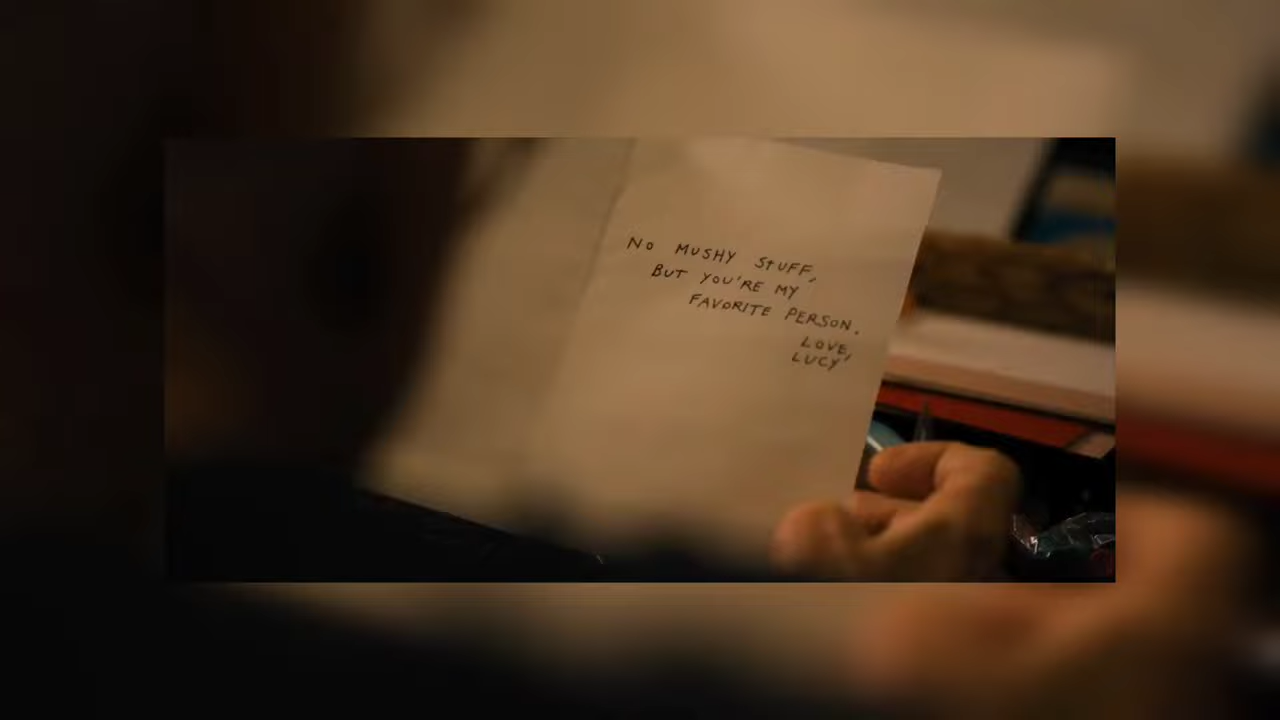 No MUSHY StUFF,
BUT YOU'RE MY
FAVORITE PERSON.
LOVE,
LUCY